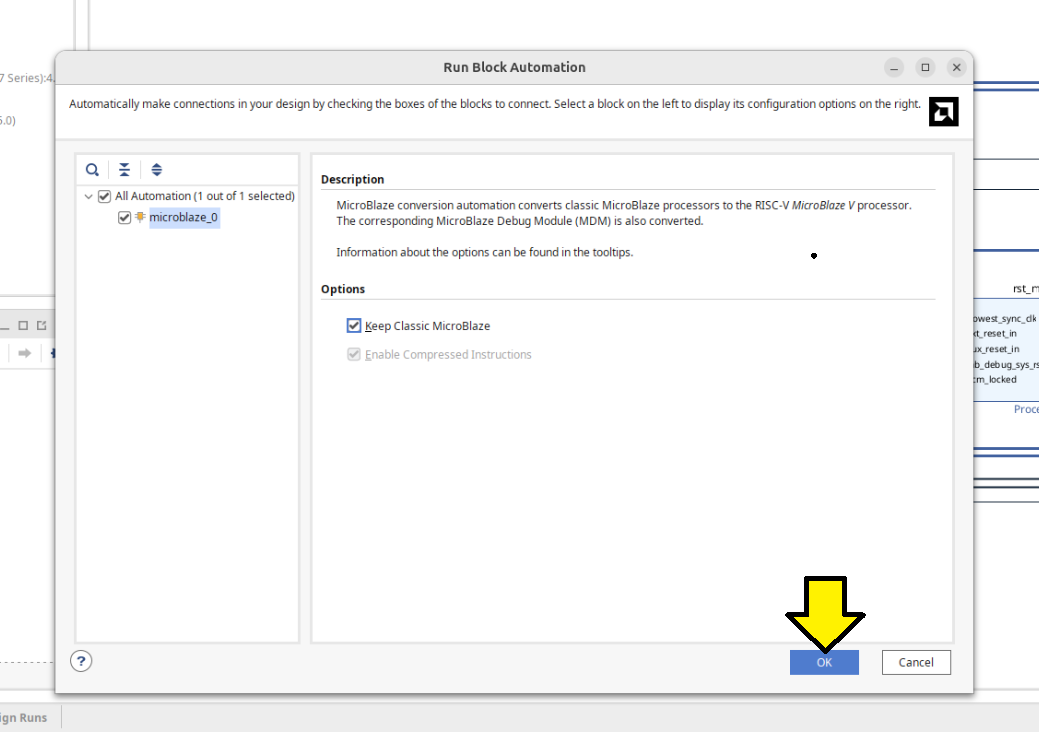 Run Block Automation
7 Series):4.
Automatically make connections in your design by checking the boxes of the blocks to connect. Select a block on the left to display its configuration options on the right.
5.0)
All Automation (1 out of 1 selected)
microblaze_0
Description
MicroBlaze conversion automation converts classic MicroBlaze processors to the RISC-V MicroBlaze V processor.
The corresponding MicroBlaze Debug Module (MDM) is also converted.
Information about the options can be found in the tooltips.
Options
Keep Classic MicroBlaze
Enable Compressed Instructions
rst_m
owest_sync_clk
xt_reset_in
ux_reset_in
b_debug_sys_rs
cm_locked
Proce
?
OK
Cancel
ign Runs